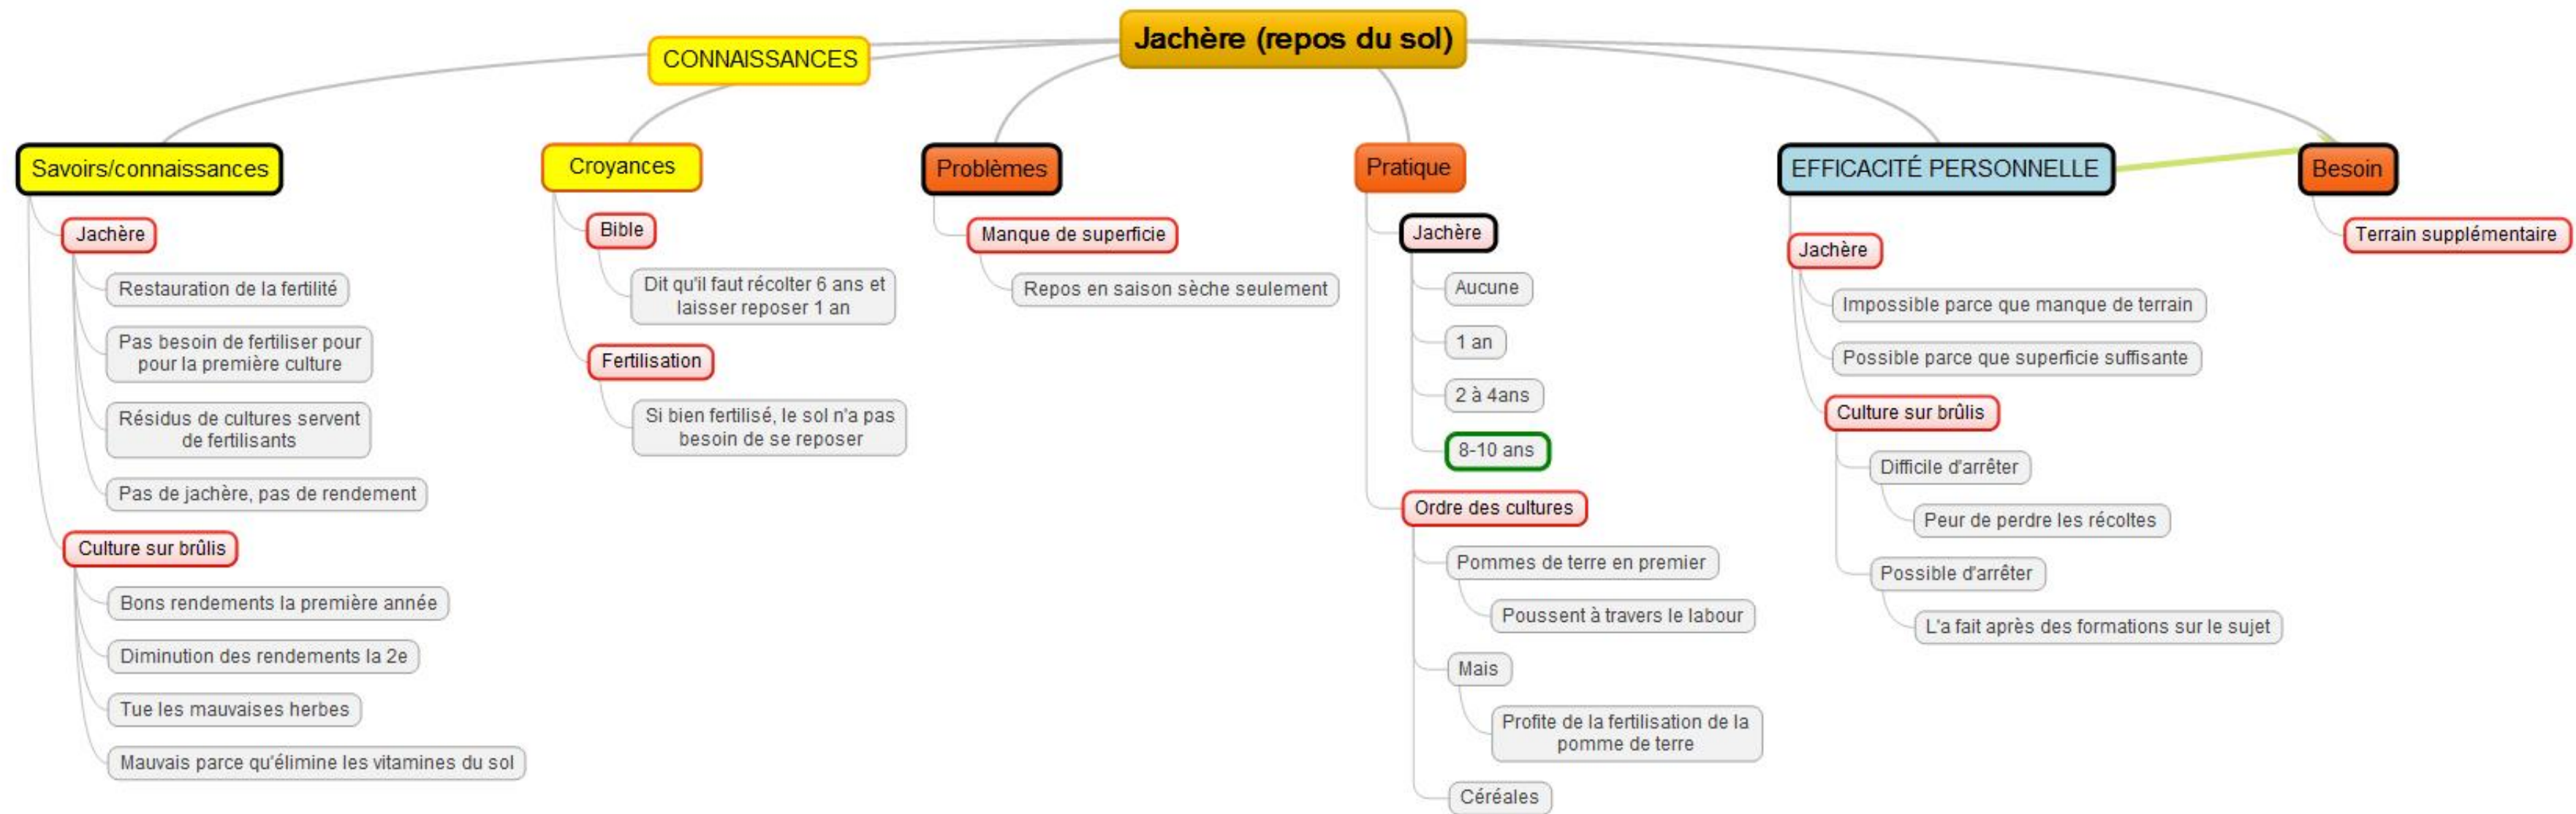 Jachère (repos du sol)
CONNAISSANCES
Savoirs/connaissances
Jachère
Restauration de la fertilité
Pas besoin de fertiliser pour
pour la première culture
Résidus de cultures servent
de fertilisants
Pas de jachère, pas de rendement
Culture sur brûlis
Bons rendements la première année
Diminution des rendements la 2e
Tue les mauvaises herbes
Mauvais parce qu'élimine les vitamines du sol
Croyances
Bible
Dit qu'il faut récolter 6 ans et
laisser reposer 1 an
Fertilisation
Si bien fertilisé, le sol n'a pas
besoin de se reposer
Problèmes
Manque de superficie
Repos en saison sèche seulement
Pratique
Jachère
Aucune
1 an
2 à 4ans
8-10 ans
Ordre des cultures
Pommes de terre en premier
Poussent à travers le labour
Mais
Profite de la fertilisation de la
pomme de terre
Céréales
EFFICACITÉ PERSONNELLE
Jachère
Impossible parce que manque de terrain
Possible parce que superficie suffisante
Culture sur brûlis
Difficile d'arrêter
Peur de perdre les récoltes
Possible d'arrêter
L'a fait après des formations sur le sujet
Besoin
Terrain supplémentaire